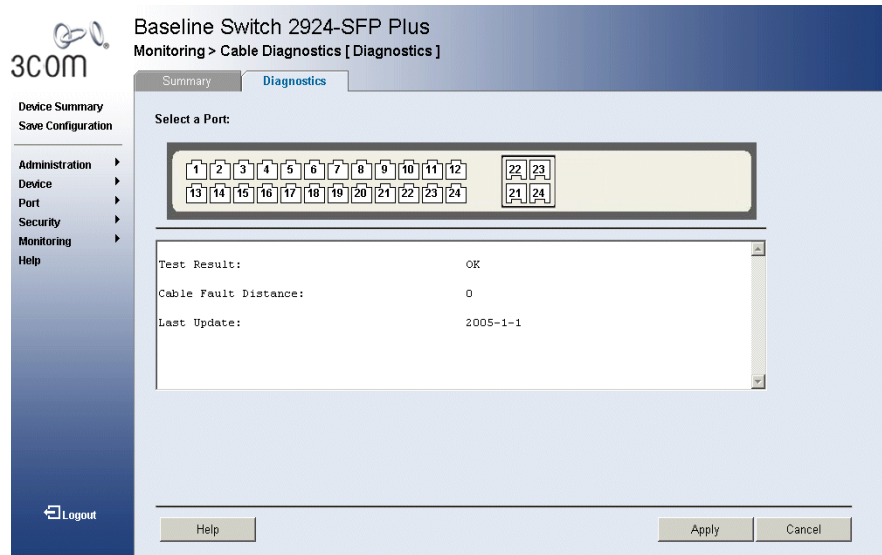 3COM
Baseline Switch 2924-SFP Plus
Monitoring > Cable Diagnostics [ Diagnostics ]
Summary
Diagnostics
Device Summary
Save Configuration
Administration
Device
Port
Security
Monitoring
Help
Logout
Select a Port:
1 2 3 4 5 6 7 8 9 10 11 12 22 23
13 14 15 16 17 18 19 20 21 22 23 24 21 24
Test Result: OK
Cable Fault Distance: 0
Last Update: 2005-1-1
Help
Apply
Cancel